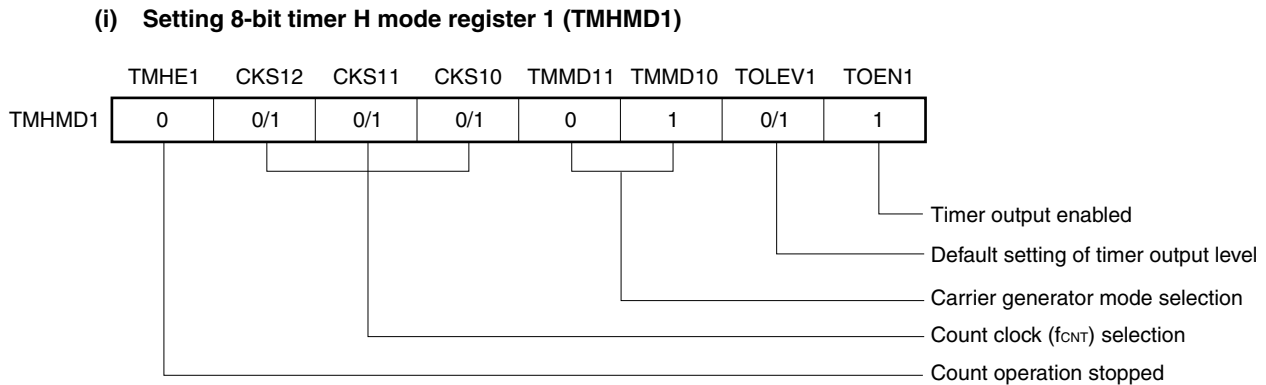 (i) Setting 8-bit timer H mode register 1 (TMHMD1)
TMHE1 CKS12 CKS11 CKS10 TMMD11 TMMD10 TOLEV1 TOEN1
TMHMD1 0 0/1 0/1 0/1 0 1 0/1 1
Timer output enabled
Default setting of timer output level
Carrier generator mode selection
Count clock (fCNT) selection
Count operation stopped